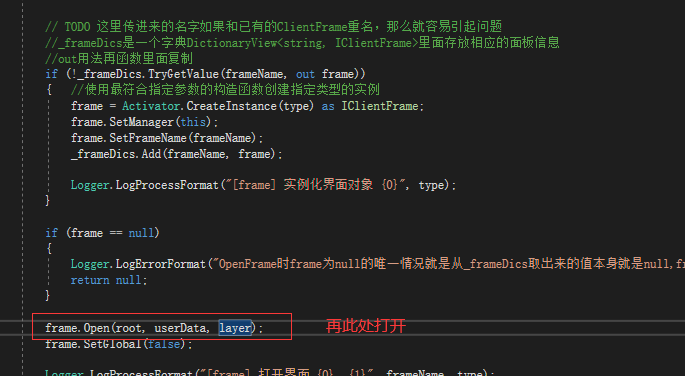 // TODO 这里传进来的名字如果和已有的ClientFrame重名，那么就容易引起问题
//_frameDics是一个字典DictionaryView<string, IClientFrame>里面存放相应的面板信息
//out用法再函数里面复制
if (!_frameDics.TryGetValue(frameName, out frame))
{ //使用最符合指定参数的构造函数创建指定类型的实例
frame = Activator.CreateInstance(type) as IClientFrame;
frame.SetManager(this);
frame.SetFrameName(frameName);
_frameDics.Add(frameName, frame);
Logger.LogProcessFormat("[frame] 实例化界面对象 {0}", type);
}
if (frame == null)
{
Logger.LogErrorFormat("OpenFrame时frame为null的唯一情况就是从_frameDics取出来的值本身就是null,f
return null;
}
frame.Open(root, userData, layer); 再此处打开
frame.SetGlobal(false);
Logger.LogProcessFormat("[frame] 打开界面 {0} {1}", frameName, type);